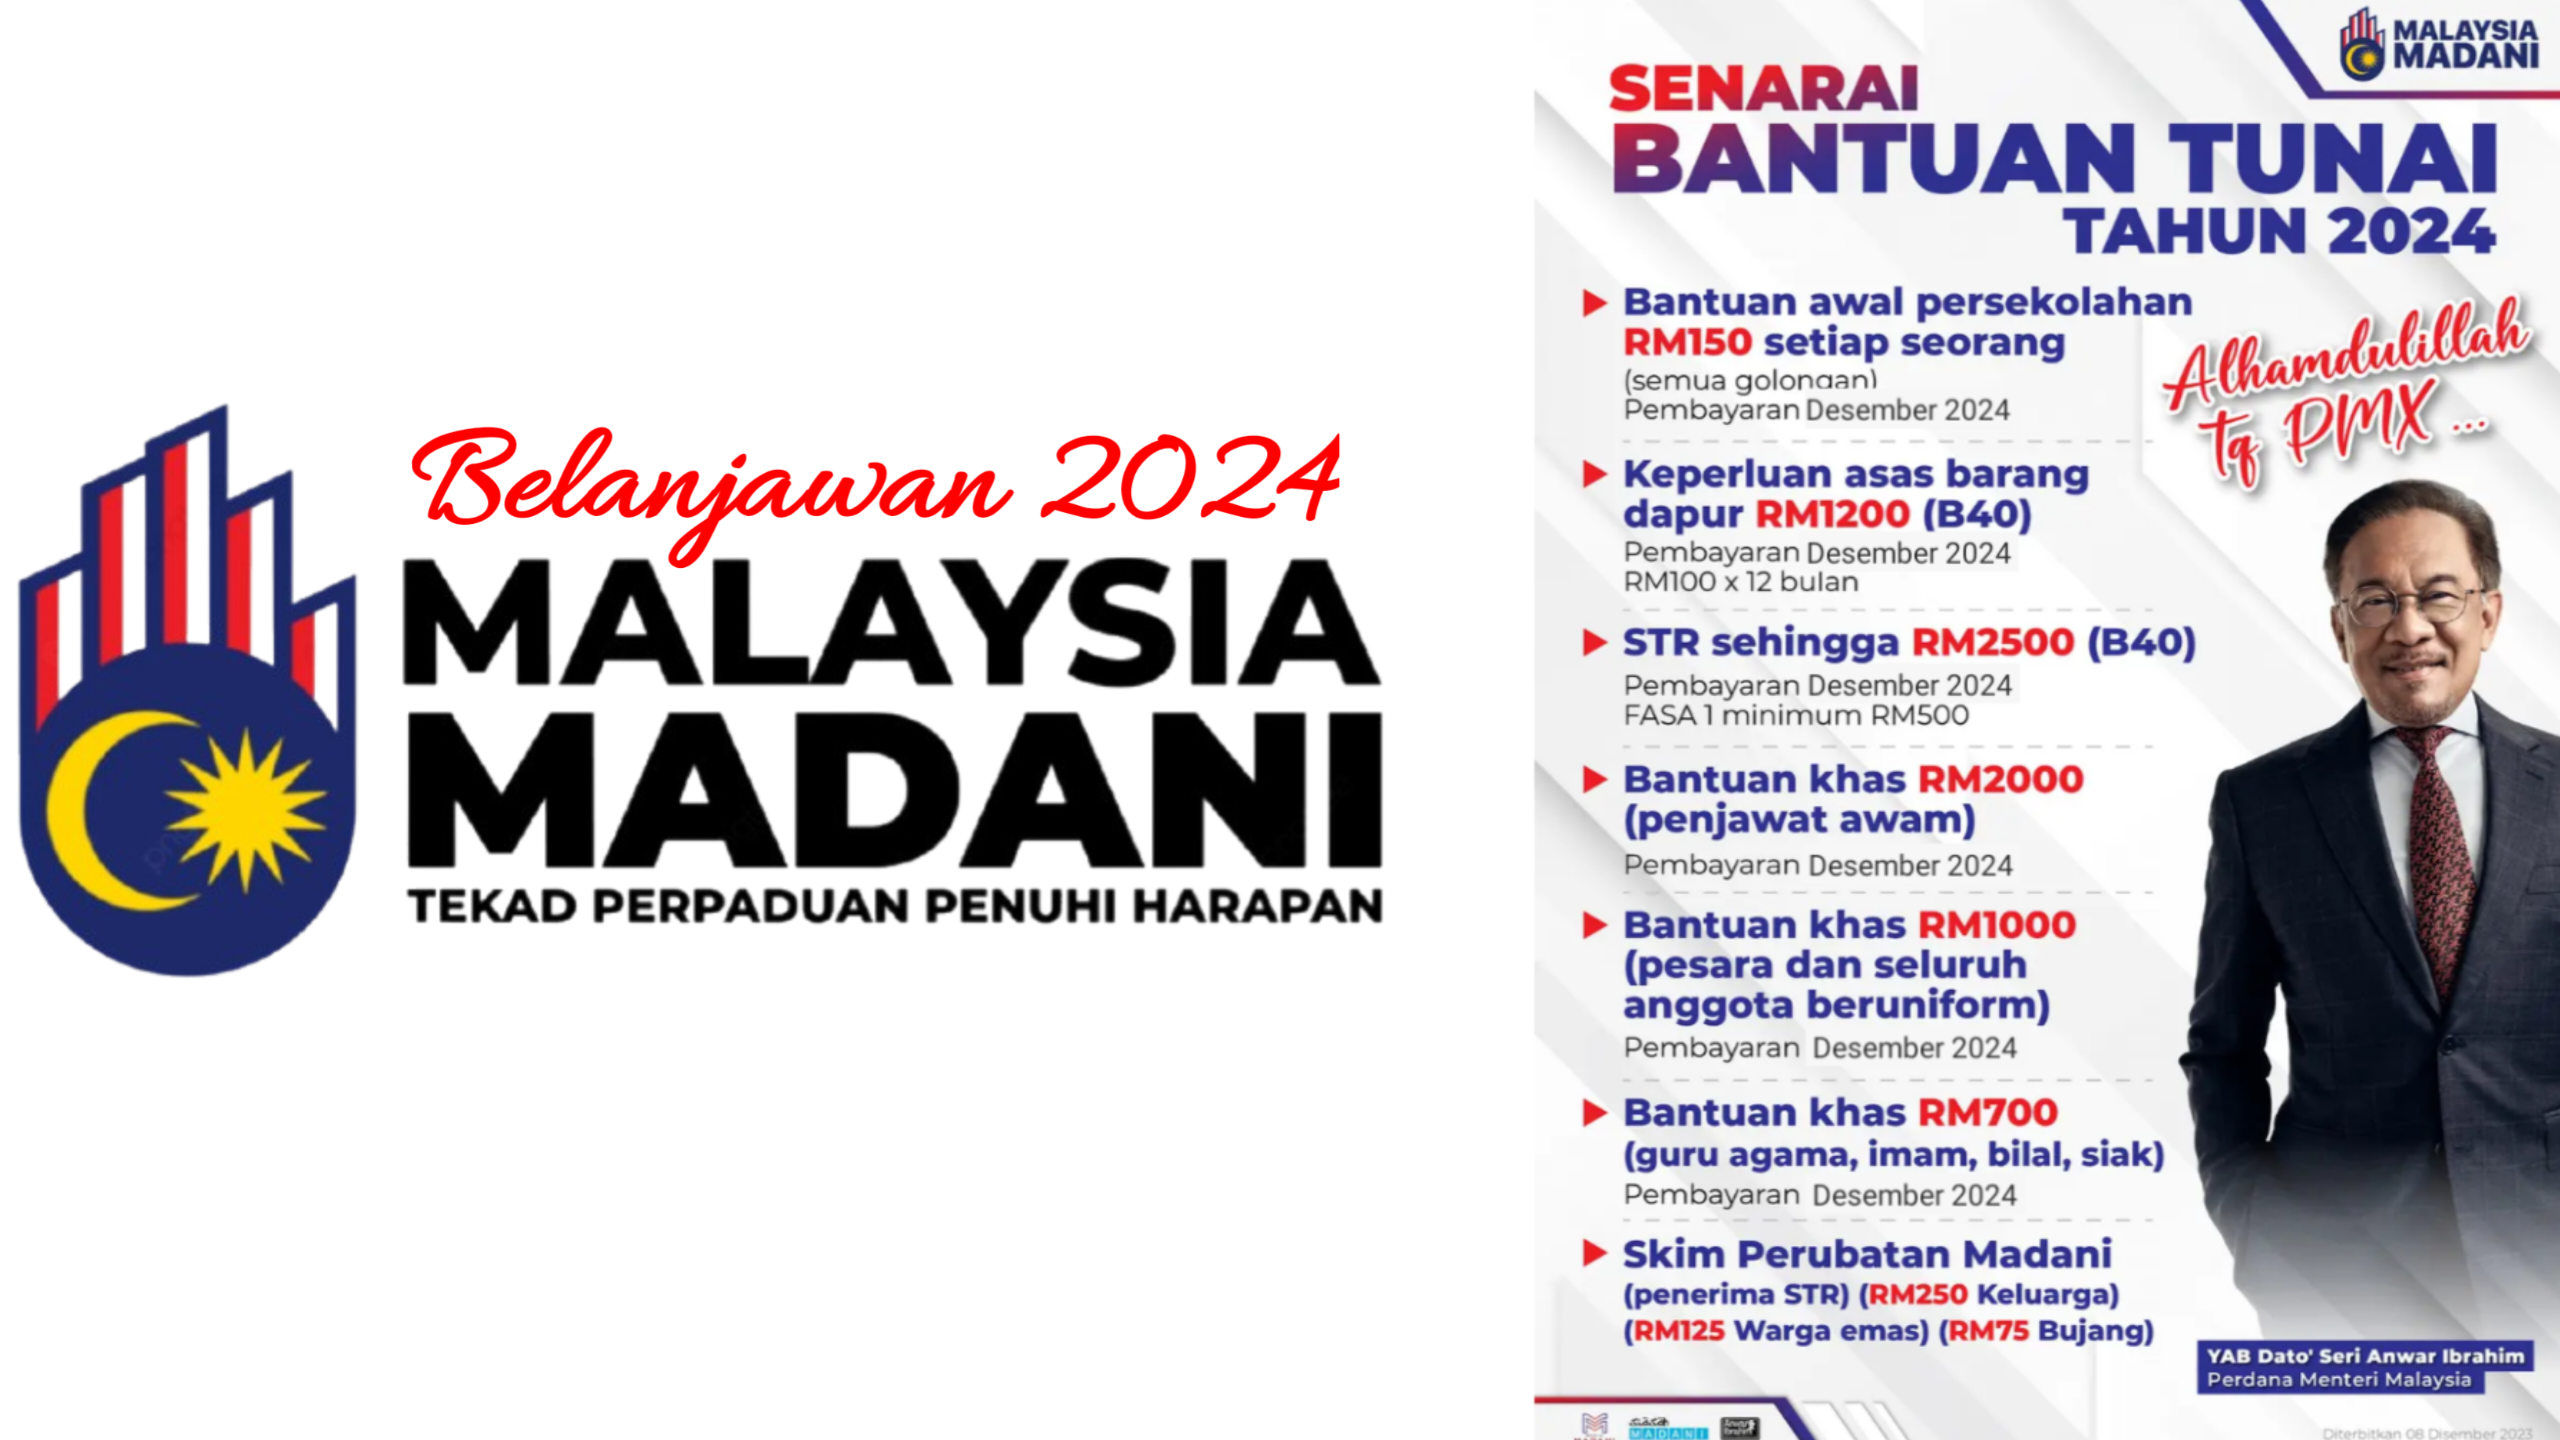 Belanjawan 2024
MALAYSIA
MADANI
TEKAD PERPADUAN PENUHI HARAPAN
MALAYSIA
MADANI
SENARAI
BANTUAN TUNAI
TAHUN 2024
Bantuan awal persekolahan
RM150 setiap seorang
(semua golongan)
Pembayaran Desember 2024
Alhamdulillah
tq PMX ...
Keperluan asas barang
dapur RM1200 (B40)
Pembayaran Desember 2024
RM100 x 12 bulan
STR sehingga RM2500 (B40)
Pembayaran Desember 2024
FASA 1 minimum RM500
Bantuan khas RM2000
(penjawat awam)
Pembayaran Desember 2024
Bantuan khas RM1000
(pesara dan seluruh
anggota beruniform)
Pembayaran Desember 2024
Bantuan khas RM700
(guru agama, imam, bilal, siak)
Pembayaran Desember 2024
Skim Perubatan Madani
(penerima STR) (RM250 Keluarga)
(RM125 Warga emas) (RM75 Bujang)
YAB Dato' Seri Anwar Ibrahim
Perdana Menteri Malaysia
MADANI
Diterbitkan 08 Disember 2023